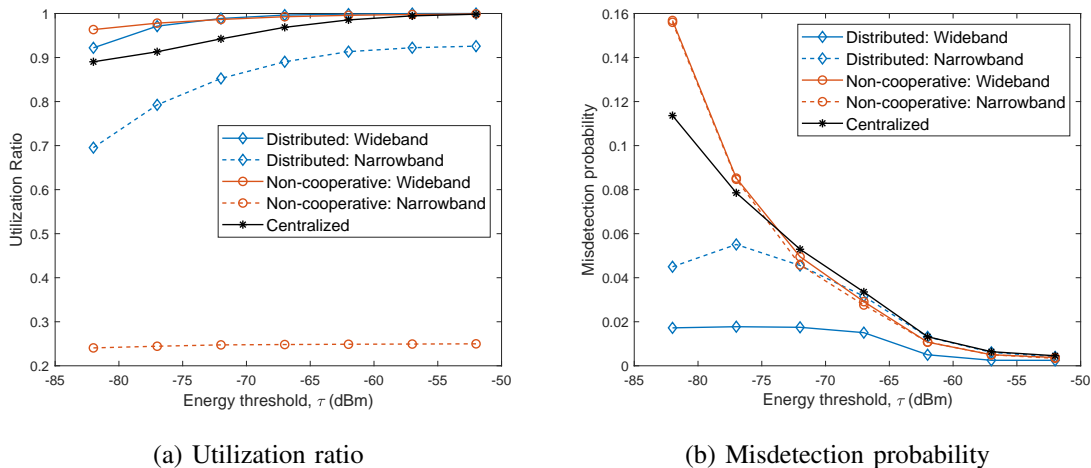 1
0.9
0.8
0.7
0.6
0.5
0.4
0.3
0.2
Utilization Ratio
-85 -80 -75 -70 -65 -60 -55 -50
Energy threshold, τ (dBm)
Distributed: Wideband
Distributed: Narrowband
Non-cooperative: Wideband
Non-cooperative: Narrowband
Centralized
(a) Utilization ratio
0.16
0.14
0.12
0.1
0.08
0.06
0.04
0.02
0
Misdetection probability
-85 -80 -75 -70 -65 -60 -55 -50
Energy threshold, τ (dBm)
Distributed: Wideband
Distributed: Narrowband
Non-cooperative: Wideband
Non-cooperative: Narrowband
Centralized
(b) Misdetection probability